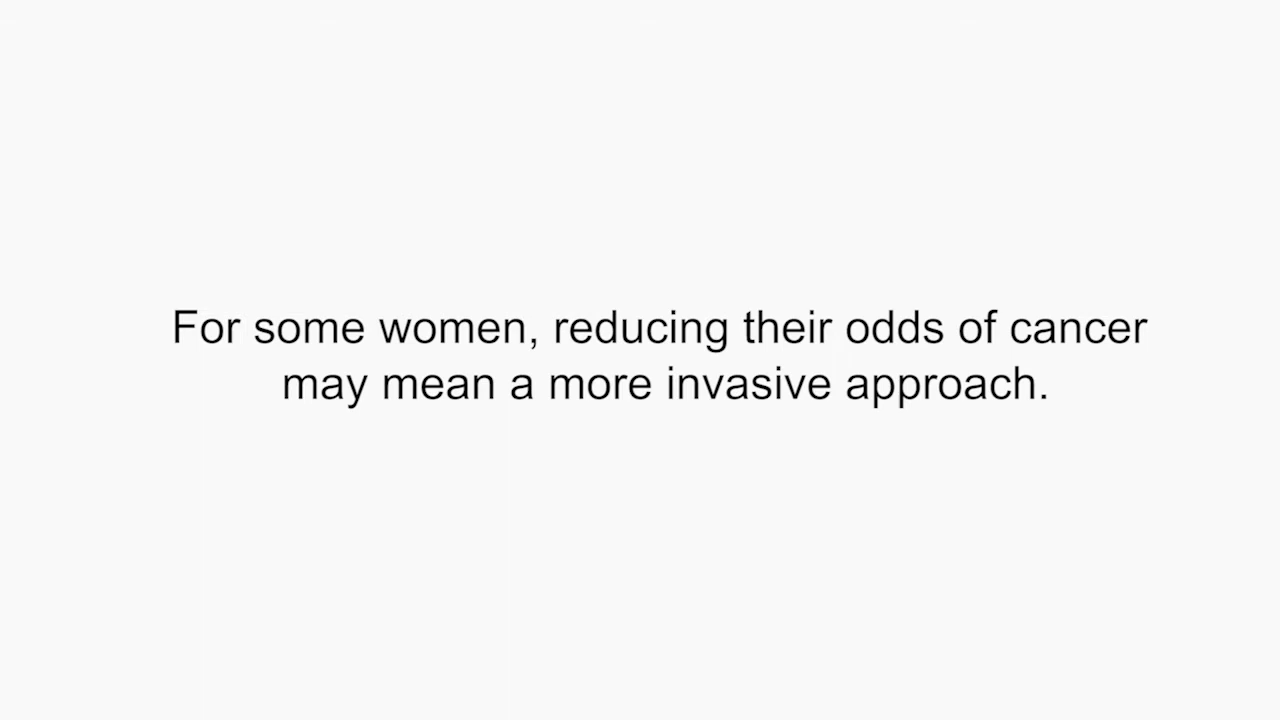 For some women, reducing their odds of cancer
may mean a more invasive approach.